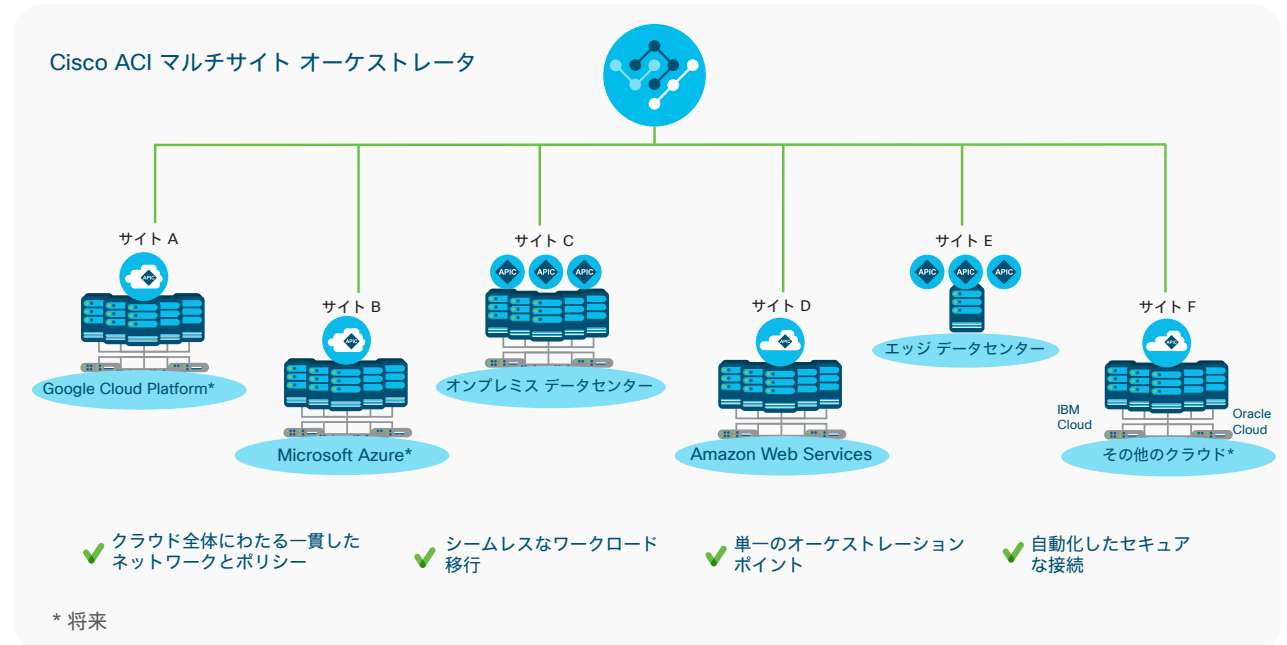 Cisco ACI マルチサイト オーケストレータ
サイト A
APIC
Google Cloud Platform*
サイト B
APIC
Microsoft Azure*
サイト C
APIC
APIC
APIC
オンプレミス データセンター
サイト D
APIC
Amazon Web Services
サイト E
APIC
APIC
APIC
エッジ データセンター
サイト F
APIC
IBM
Cloud
Oracle
Cloud
その他のクラウド*
クラウド全体にわたる一貫した
ネットワークとポリシー
シームレスなワークロード
移行
単一のオーケストレーション
ポイント
自動化したセキュア
な接続
* 将来